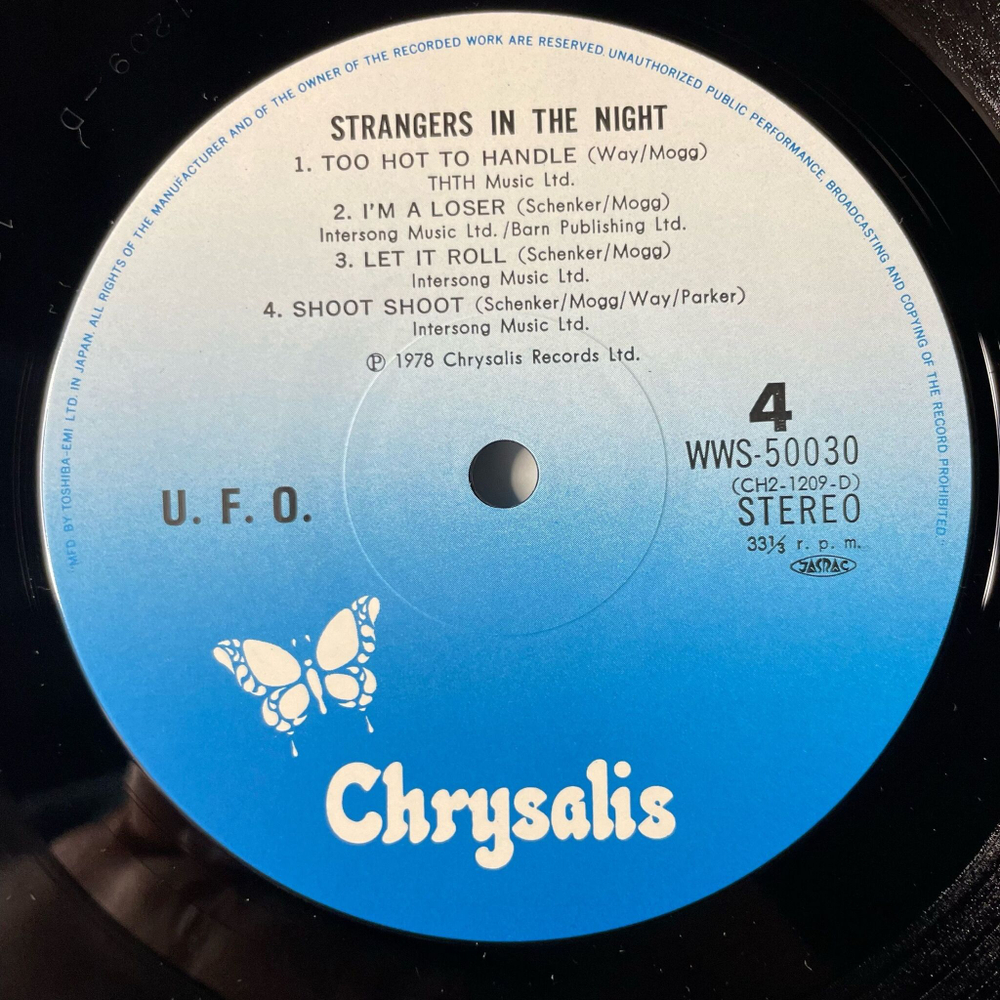 "MFD BY TOSHIBA-EMI LTD. IN JAPAN. ALL RIGHTS OF THE MANUFACTURER AND OF THE OWNER OF THE RECORDED WORK ARE RESERVED. UNAUTHORIZED PUBLIC PERFORMANCE, BROADCASTING AND COPYING OF THE RECORD PROHIBITED."
STRANGERS IN THE NIGHT
1. TOO HOT TO HANDLE (Way/Mogg)
THTH Music Ltd.
2. I'M A LOSER (Schenker/Mogg)
Intersong Music Ltd./Barn Publishing Ltd.
3. LET IT ROLL (Schenker/Mogg)
Intersong Music Ltd.
4. SHOOT SHOOT (Schenker/Mogg/Way/Parker)
Intersong Music Ltd.
Ⓟ 1978 Chrysalis Records Ltd.
4
WWS-50030
(CH2-1209-D)
STEREO
33⅓ r. p. m.
JASRAC
U. F. O.
Chrysalis